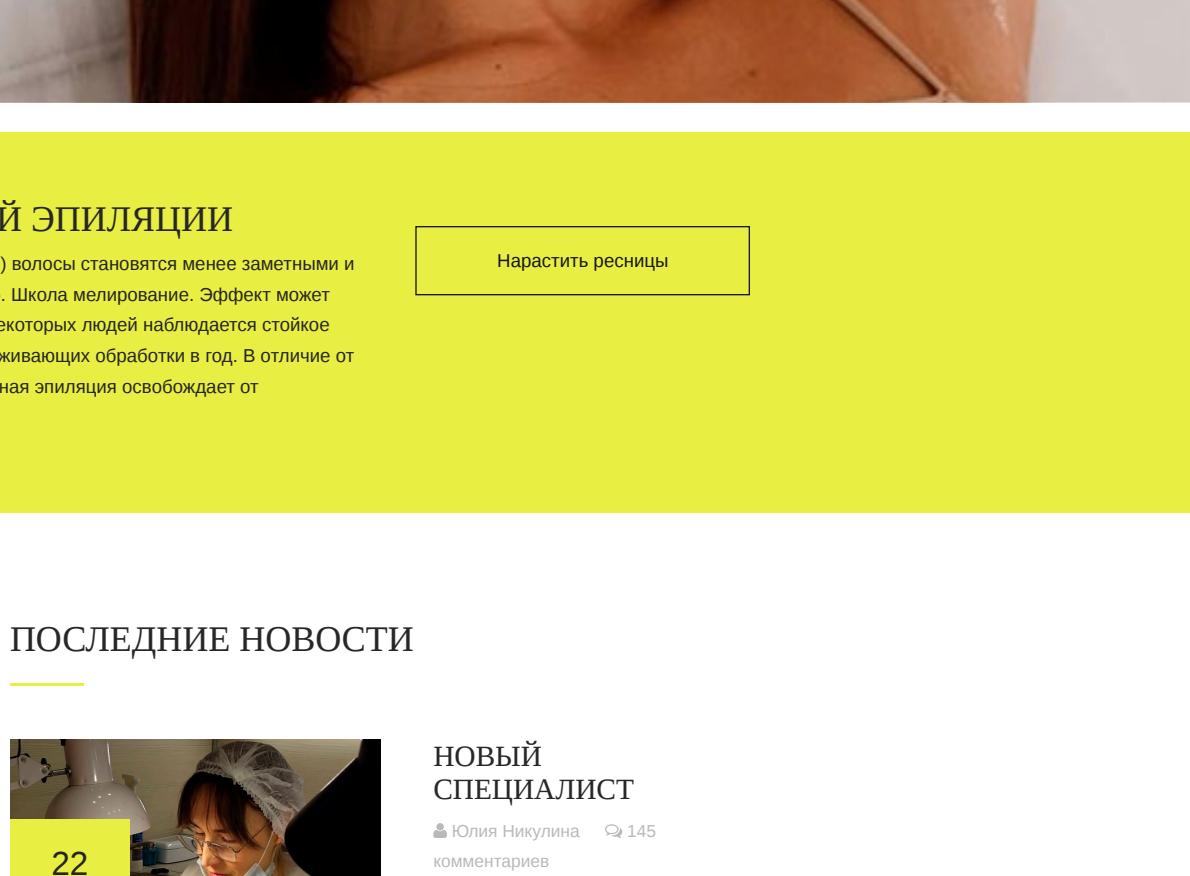 Й ЭПИЛЯЦИИ
) волосы становятся менее заметными и
. Школа мелирование. Эффект может
екоторых людей наблюдается стойкое
живающих обработки в год. В отличие от
ная эпиляция освобождает от
Нарастить ресницы
ПОСЛЕДНИЕ НОВОСТИ
22
НОВЫЙ
СПЕЦИАЛИСТ
Юлия Никулина 145
комментариев